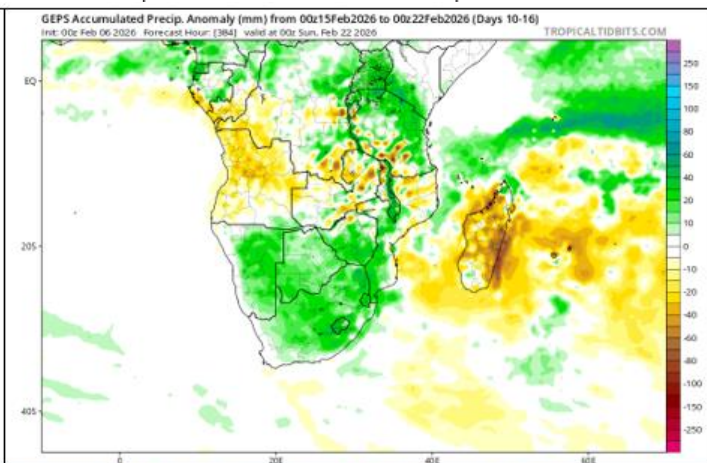 GEPS Accumulated Precip. Anomaly (mm) from 00z15Feb2026 to 00z22Feb2026 (Days 10-16)
Init: 00z Feb 06 2026 Forecast Hour: [384] valid at 00z Sun, Feb 22 2026 TROPICALTIDBITS.COM
EQ
20S
40S
0
20E
40E
60E
250
150
100
80
60
40
20
10
0
-10
-20
-40
-60
-80
-100
-150
-250